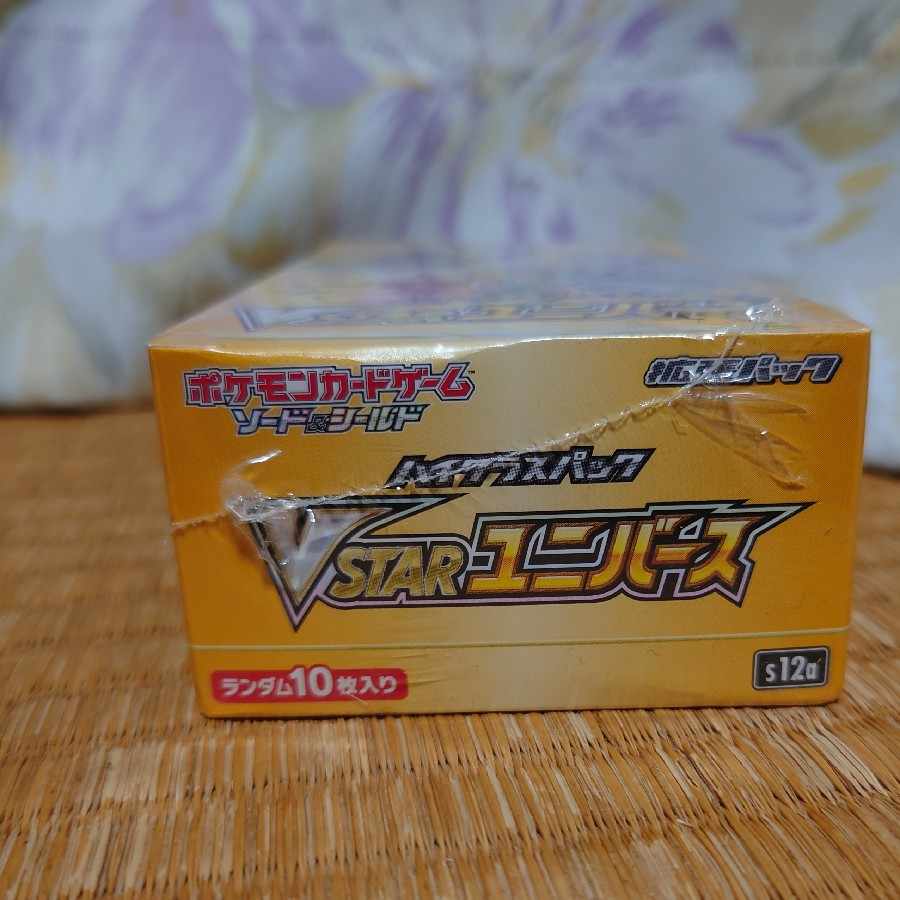 ポケモンカードゲーム™
拡張パック
ソード&シールド
ハイクラスパック
VSTARユニバース
ランダム10枚入り
s12a